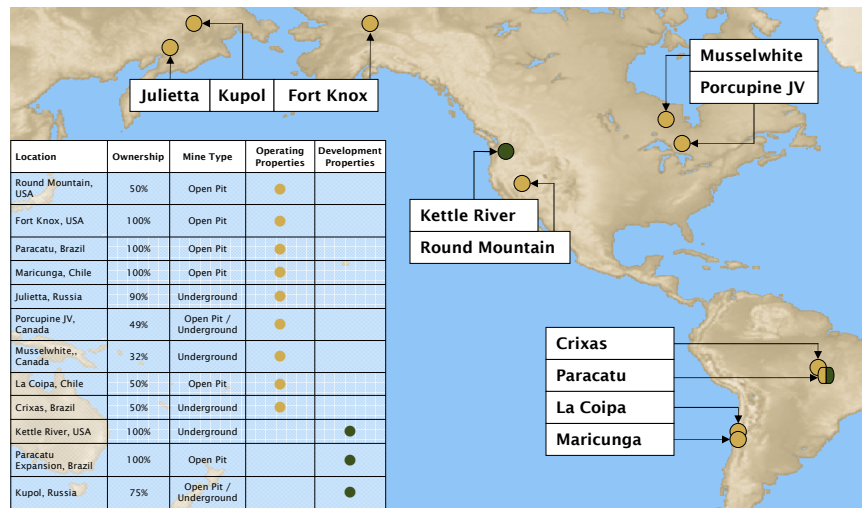 Musselwhite
Porcupine JV
Julietta Kupol Fort Knox
Location Ownership Mine Type Operating Properties Development Properties
Round Mountain, USA 50% Open Pit
Fort Knox, USA 100% Open Pit
Paracatu, Brazil 100% Open Pit
Maricunga, Chile 100% Open Pit
Julietta, Russia 90% Underground
Porcupine JV, Canada 49% Open Pit / Underground
Musselwhite,, Canada 32% Underground
La Coipa, Chile 50% Open Pit
Crixas, Brazil 50% Underground
Kettle River, USA 100% Underground
Paracatu Expansion, Brazil 100% Open Pit
Kupol, Russia 75% Open Pit / Underground
Kettle River
Round Mountain
Crixas
Paracatu
La Coipa
Maricunga